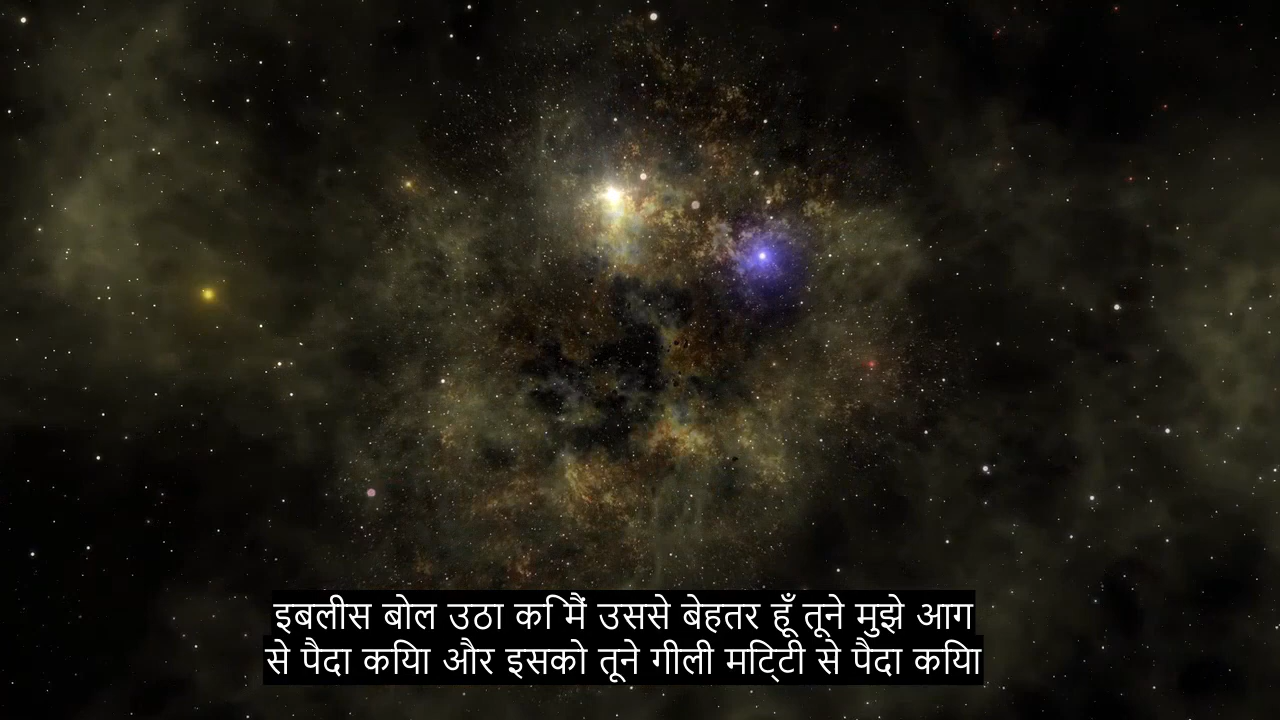 इबलीस बोल उठा कि मैं उससे बेहतर हूँ तूने मुझे आग
से पैदा किया और इसको तूने गीली मिट्टी से पैदा किया